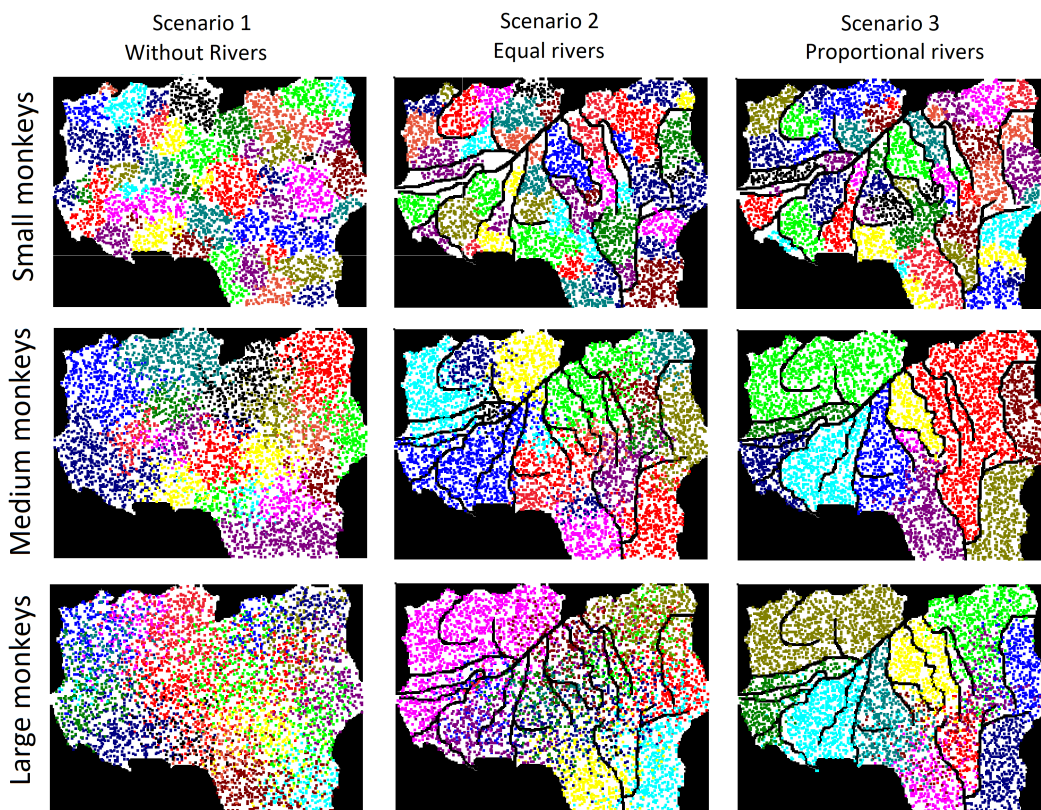 Scenario 1
Without Rivers
Scenario 2
Equal rivers
Scenario 3
Proportional rivers
Small monkeys
Medium monkeys
Large monkeys